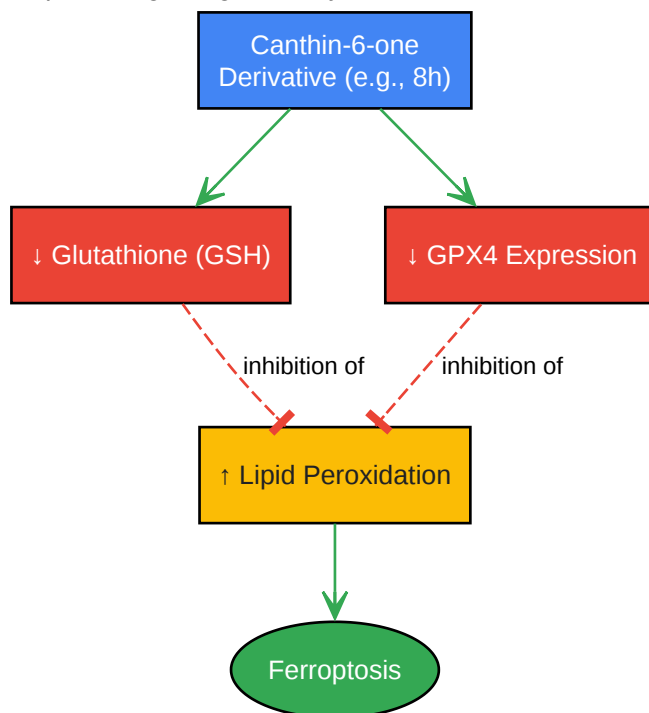 Canthin-6-one
Derivative (e.g., 8h)
↓ Glutathione (GSH)
↓ GPX4 Expression
inhibition of
inhibition of
↑ Lipid Peroxidation
Ferroptosis